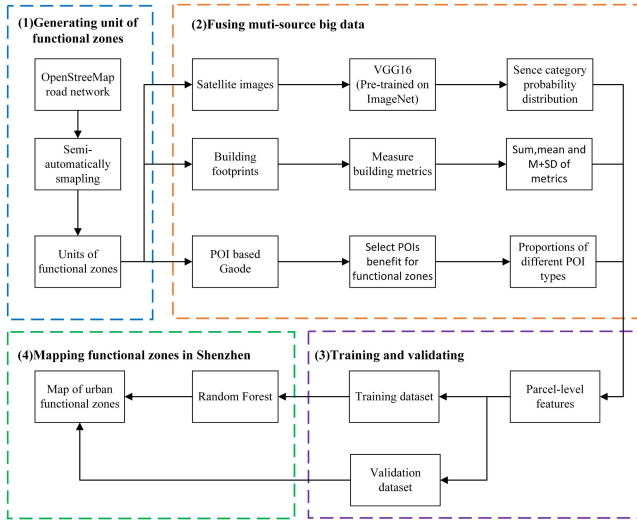 (1)Generating unit of
functional zones
OpenStreeMap
road network
Semi-
automatically
smapling
Units of
functional zones
(2)Fusing muti-source big data
Satellite images
VGG16
(Pre-trained on
ImageNet)
Sence category
probability
distribution
Building
footprints
Measure
building metrics
Sum,mean and
M+SD of
metrics
POI based
Gaode
Select POIs
benefit for
functional zones
Proportions of
different POI
types
(3)Training and validating
Parcel-level
features
Training dataset
Validation
dataset
(4)Mapping functional zones in Shenzhen
Random Forest
Map of urban
functional zones